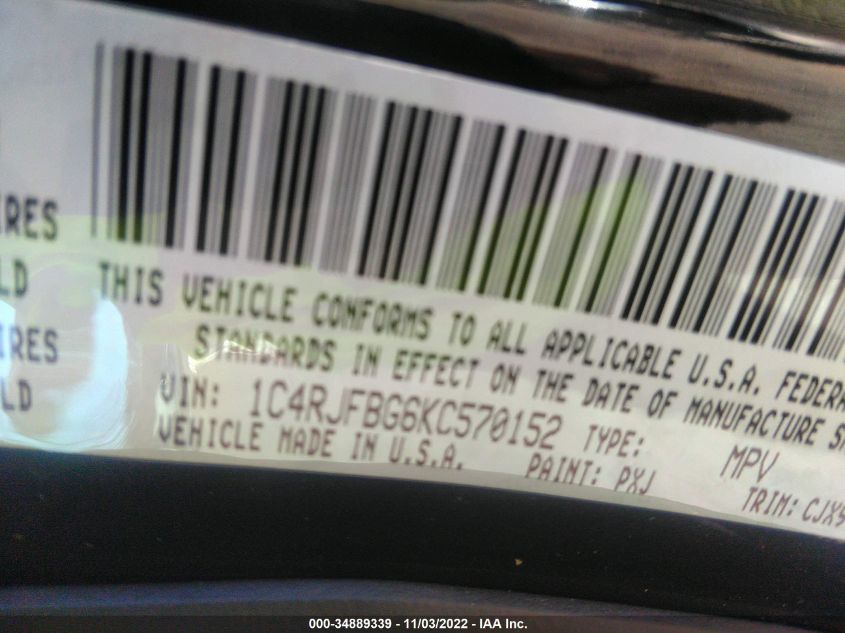 IRES
LD
IRES
LD
THIS VEHICLE CONFORMS TO ALL APPLICABLE U.S.A. FEDERA
STANDARDS IN EFFECT ON THE DATE OF MANUFACTURE S
VIN: 1C4RJFBG6KC570152 TYPE: MPV
VEHICLE MADE IN U.S.A. PAINT: PXJ TRIM: CJX9
000-34889339 - 11/03/2022 - IAA Inc.